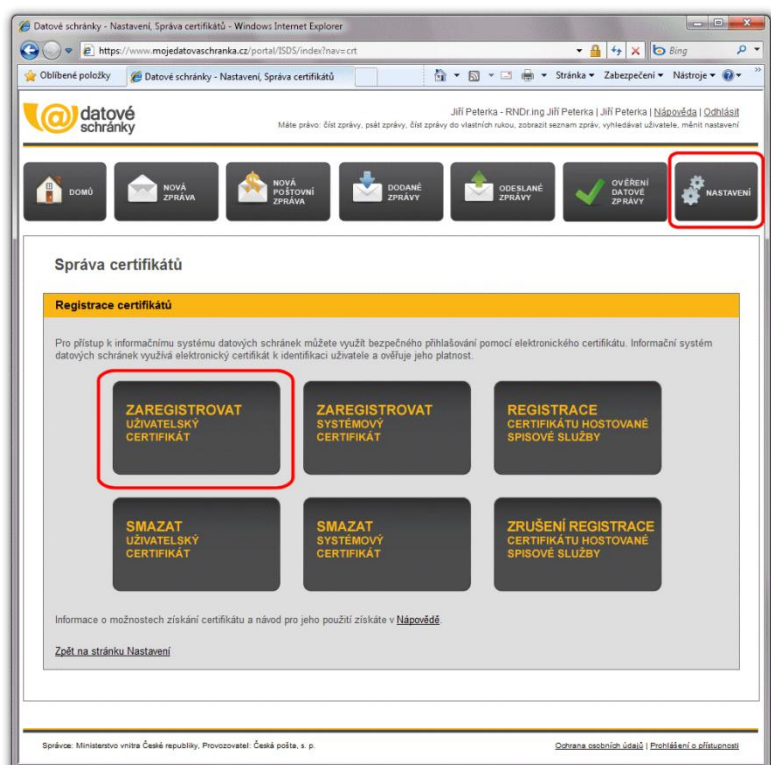 Datové schránky - Nastavení, Správa certifikátů - Windows Internet Explorer
https://www.mojedatovaschranka.cz/portal/ISDS/index?nav=crt
Bing
Oblíbené položky
Datové schránky - Nastavení, Správa certifikátů
Stránka
Zabezpečení
Nástroje
datové
schránky
Jiří Peterka - RNDr.ing Jiří Peterka | Jiří Peterka | Nápověda | Odhlásit
Máte právo: číst zprávy, psát zprávy, číst zprávy do vlastních rukou, zobrazit seznam zpráv, vyhledávat uživatele, měnit nastavení
DOMŮ
NOVÁ
ZPRÁVA
NOVÁ
POŠTOVNÍ
ZPRÁVA
DODANÉ
ZPRÁVY
ODESLANÉ
ZPRÁVY
OVĚŘENÍ
DATOVÉ
ZPRÁVY
NASTAVENÍ
Správa certifikátů
Registrace certifikátů
Pro přístup k informačnímu systému datových schránek můžete využít bezpečného přihlašování pomocí elektronického certifikátu. Informační systém
datových schránek využívá elektronický certifikát k identifikaci uživatele a ověřuje jeho platnost.
ZAREGISTROVAT
UŽIVATELSKÝ
CERTIFIKÁT
ZAREGISTROVAT
SYSTÉMOVÝ
CERTIFIKÁT
REGISTRACE
CERTIFIKÁTU HOSTOVANÉ
SPISOVÉ SLUŽBY
SMAZAT
UŽIVATELSKÝ
CERTIFIKÁT
SMAZAT
SYSTÉMOVÝ
CERTIFIKÁT
ZRUŠENÍ REGISTRACE
CERTIFIKÁTU HOSTOVANÉ
SPISOVÉ SLUŽBY
Informace o možnostech získání certifikátu a návod pro jeho použití získáte v Nápovědě.
Zpět na stránku Nastavení
Správce: Ministerstvo vnitra České republiky, Provozovatel: Česká pošta, s. p.
Ochrana osobních údajů | Prohlášení o přístupnosti